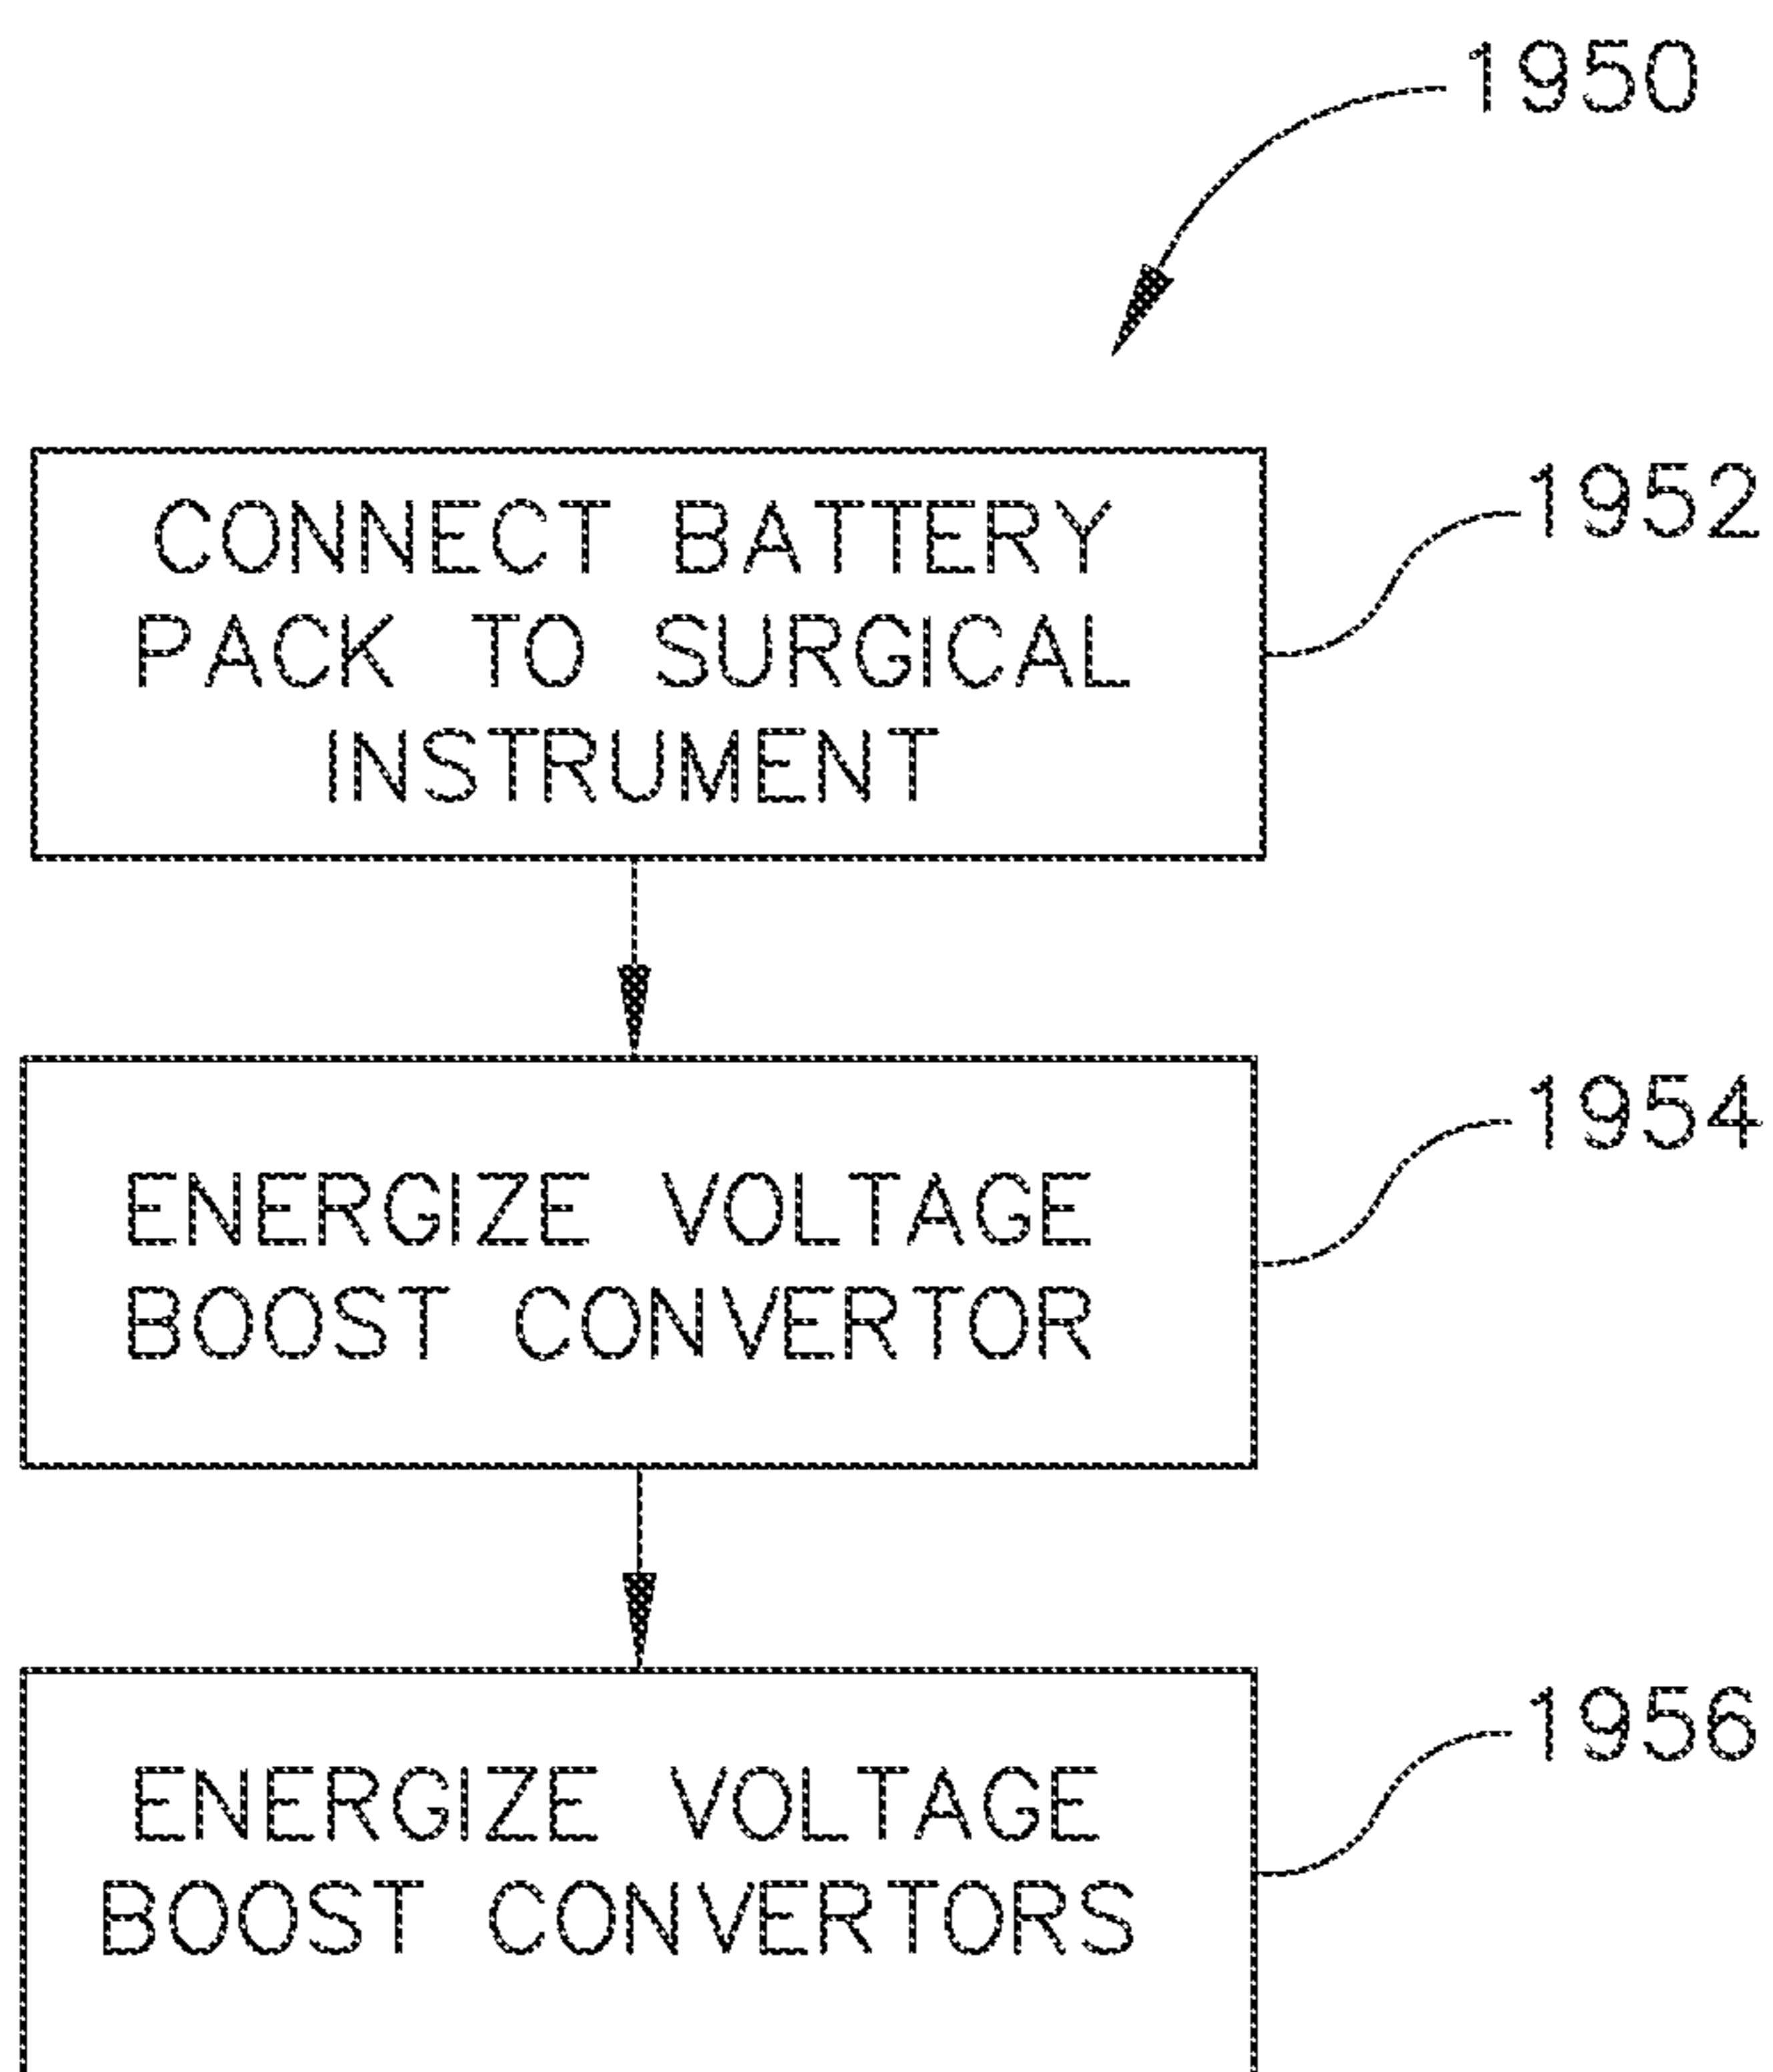 1950
CONNECT BATTERY
PACK TO SURGICAL
INSTRUMENT
1952
ENERGIZE VOLTAGE
BOOST CONVERTOR
1954
ENERGIZE VOLTAGE
BOOST CONVERTORS
1956